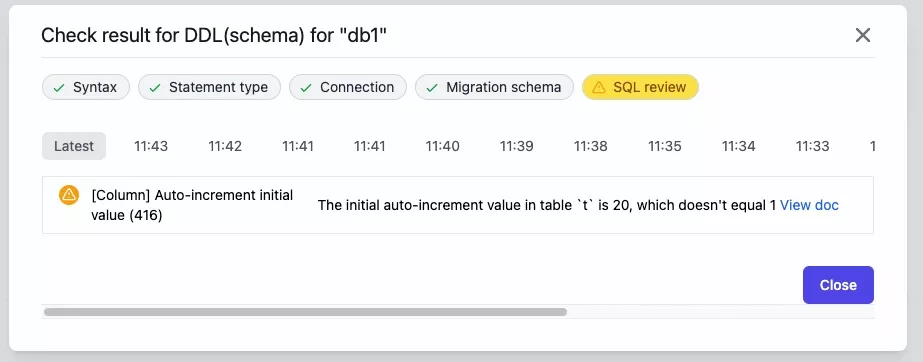 Check result for DDL(schema) for "db1"
Syntax
Statement type
Connection
Migration schema
SQL review
Latest 11:43 11:42 11:41 11:41 11:40 11:39 11:38 11:35 11:34 11:33 1
[Column] Auto-increment initial
value (416)
The initial auto-increment value in table `t` is 20, which doesn't equal 1 View doc
Close